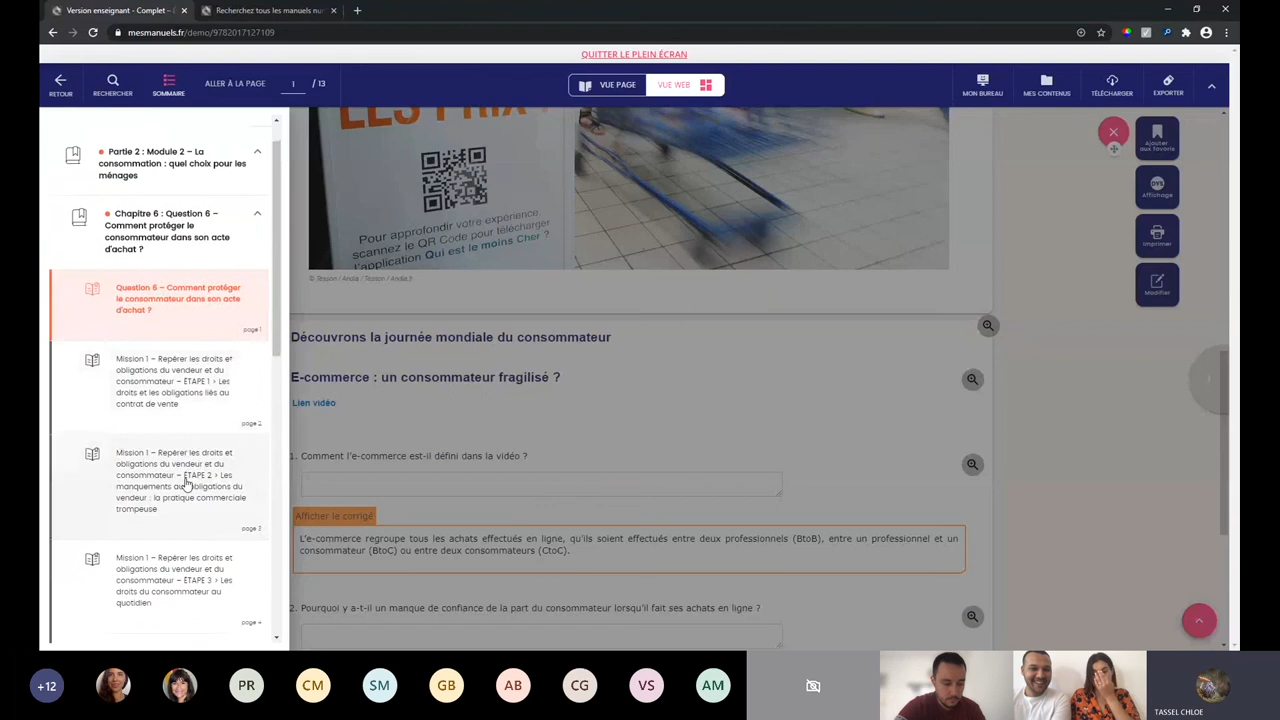 Version enseignant - Complet – (
Recherchez tous les manuels nur
mesmanuels.fr/demo/9782017127109
QUITTER LE PLEIN ÉCRAN
RETOUR
RECHERCHER
SOMMAIRE
ALLER À LA PAGE 1 / 13
VUE PAGE
VUE WEB
MON BUREAU
MES CONTENUS
TÉLÉCHARGER
EXPORTER
Partie 2 : Module 2 – La
consommation : quel choix pour les
ménages
Chapitre 6 : Question 6 –
Comment protéger le
consommateur dans son acte
d'achat ?
Question 6 – Comment protéger
le consommateur dans son acte
d'achat ?
page 1
Mission 1 – Repérer les droits et
obligations du vendeur et du
consommateur – ÉTAPE 1 > Les
droits et les obligations liés au
contrat de vente
page 2
Mission 1 – Repérer les droits et
obligations du vendeur et du
consommateur – ÉTAPE 2 > Les
manquements aux obligations du
vendeur : la pratique commerciale
trompeuse
page 3
Mission 1 – Repérer les droits et
obligations du vendeur et du
consommateur – ÉTAPE 3 > Les
droits du consommateur au
quotidien
page 4
LES PRIX
Pour approfondir votre expérience,
scannez le QR Code pour télécharger
l'application Qui est le moins Cher ?
Découvrons la journée mondiale du consommateur
E-commerce : un consommateur fragilisé ?
Lien vidéo
1. Comment l'e-commerce est-il défini dans la vidéo ?
Afficher le corrigé
L'e-commerce regroupe tous les achats effectués en ligne, qu'ils soient effectués entre deux professionnels (BtoB), entre un professionnel et un
consommateur (BtoC) ou entre deux consommateurs (CtoC).
2. Pourquoi y a-t-il un manque de confiance de la part du consommateur lorsqu'il fait ses achats en ligne ?
Ajouter
aux favoris
DYS
Affichage
Imprimer
Modifier
+12
PR
CM
SM
GB
AB
CG
VS
AM
TASSEL CHLOE